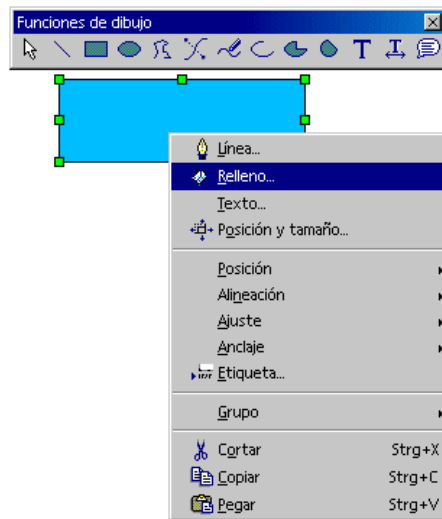 Funciones de dibujo
T T
Línea...
Relleno...
Texto...
Posición y tamaño...
Posición
Alineación
Ajuste
Anclaje
Etiqueta...
Grupo
Cortar Strg+X
Copiar Strg+C
Pegar Strg+V